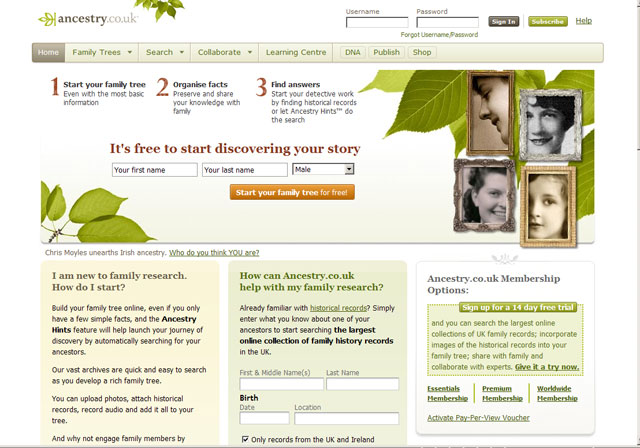 ancestry.co.uk
Username
Password
Sign In
Subscribe
Help
Forgot Username/Password
Home
Family Trees
Search
Collaborate
Learning Centre
DNA
Publish
Shop
1 Start your family tree
Even with the most basic
information
2 Organise facts
Preserve and share
your knowledge with
family
3 Find answers
Start your detective work
by finding historical records
or let Ancestry Hints™ do
the search
It's free to start discovering your story
Your first name
Your last name
Male
Start your family tree for free!
Chris Moyles unearths Irish ancestry. Who do you think YOU are?
I am new to family research.
How do I start?
Build your family tree online, even if you only
have a few simple facts, and the Ancestry
Hints feature will help launch your journey of
discovery by automatically searching for your
ancestors.
Our vast archives are quick and easy to search
as you develop a rich family tree.
You can upload photos, attach historical
records, record audio and add it all to your
tree.
And why not engage family members by
How can Ancestry.co.uk
help with my family research?
Already familiar with historical records? Simply
enter what you know about one of your
ancestors to start searching the largest
online collection of family history records
in the UK.
First & Middle Name(s)
Last Name
Birth
Date
Location
Only records from the UK and Ireland
Ancestry.co.uk Membership
Options:
Sign up for a 14 day free trial
and you can search the largest online
collections of UK family records; incorporate
images of the historical records into your
family tree; share with family and
collaborate with experts. Give it a try now.
Essentials
Membership
Premium
Membership
Worldwide
Membership
Activate Pay-Per-View Voucher